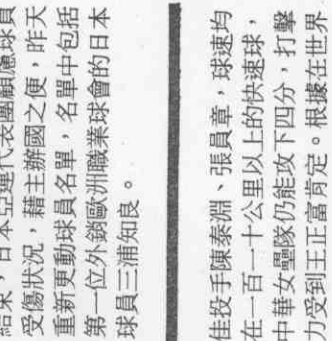 結果，日本亞運代表團顧慮球員
受傷狀況，藉主辦國之便，昨天
重新更動球員名單，名單中包括
第一位外銷歐洲職業球會的日本
球員三浦知良。
佳投手陳泰淵、張員章，球速均
在一百一十公里以上的快速球，
中華女壘隊仍能攻下四分，打擊
力受到王正富肯定。根據在世界